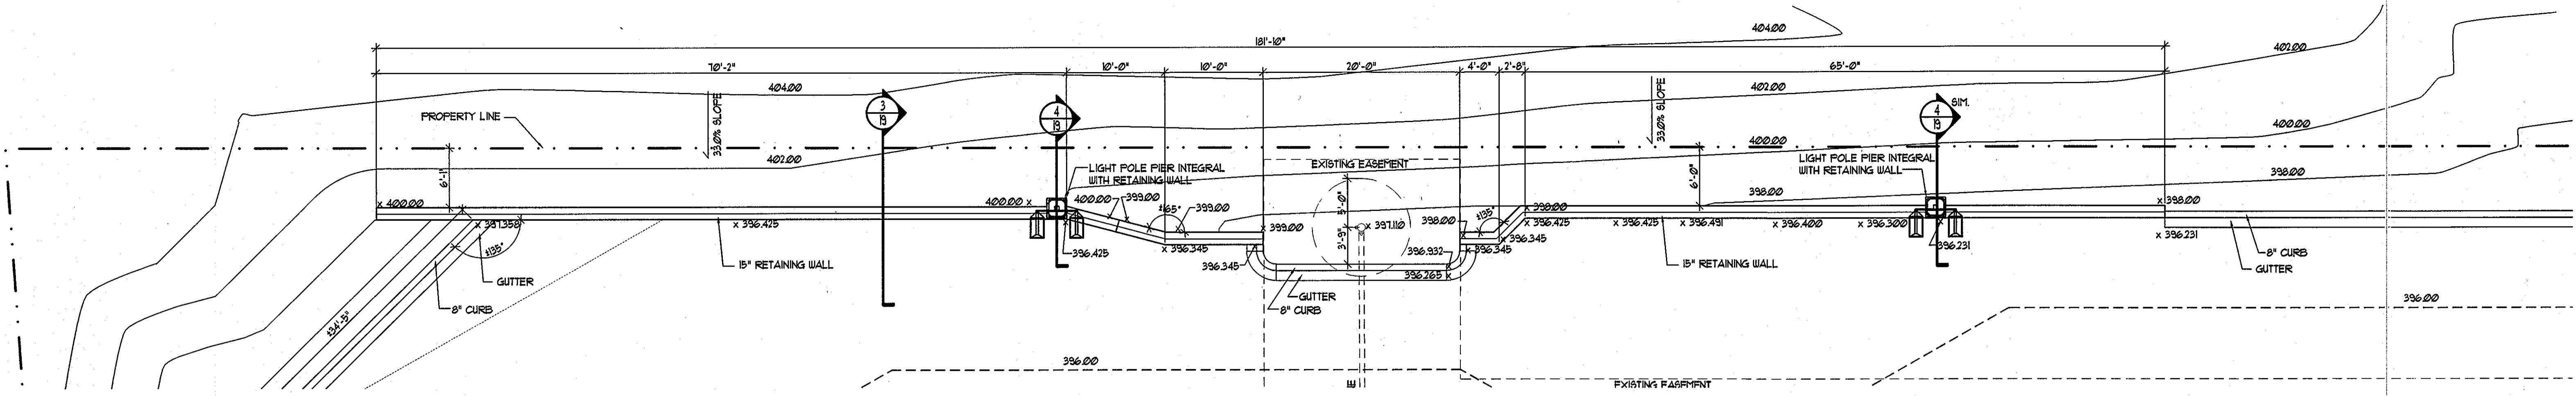 404.00
402.00
181'-10"
70'-2"
10'-0"
10'-0"
20'-0"
4'-0"
2'-8"
65'-0"
404.00
33.0% SLOPE
3
19
4
19
33.0% SLOPE
402.00
4
19
SIM.
PROPERTY LINE
400.00
402.00
6'-1"
EXISTING EASEMENT
LIGHT POLE PIER INTEGRAL
WITH RETAINING WALL
LIGHT POLE PIER INTEGRAL
WITH RETAINING WALL
6'-0"
398.00
398.00
x 400.00
400.00 x
400.00
399.00
±165°
399.00
5'-0"
x 398.00
x 398.00
x 397.358
x 396.425
x 399.00
x 397.110
398.00
±135°
x 396.425
x 396.425
x 396.491
x 396.400
x 396.300
±135°
396.425
x 396.345
3'-9"
x 396.345
396.231
x 396.231
15" RETAINING WALL
396.345
396.932
x 396.345
396.265
15" RETAINING WALL
8" CURB
GUTTER
GUTTER
8" CURB
±34'-5"
GUTTER
8" CURB
396.00
396.00
EXISTING EASEMENT